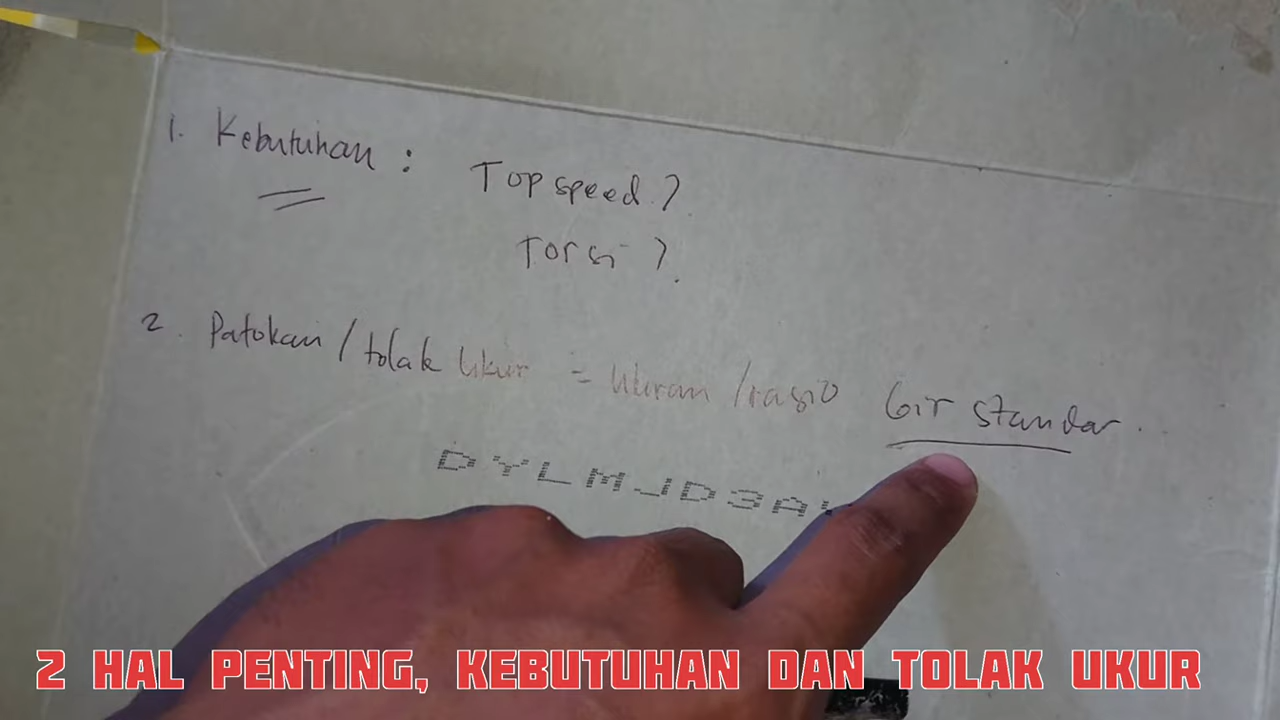 1. Kebutuhan : Top speed ?
Torsi ?
2. Patokan / tolak ukur = ukuran / rasio Gir standar
DYLMJD3A
2 HAL PENTING, KEBUTUHAN DAN TOLAK UKUR